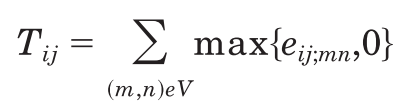 T_{ij} = \sum_{(m,n)eV} max{e_{ij;mn},0}